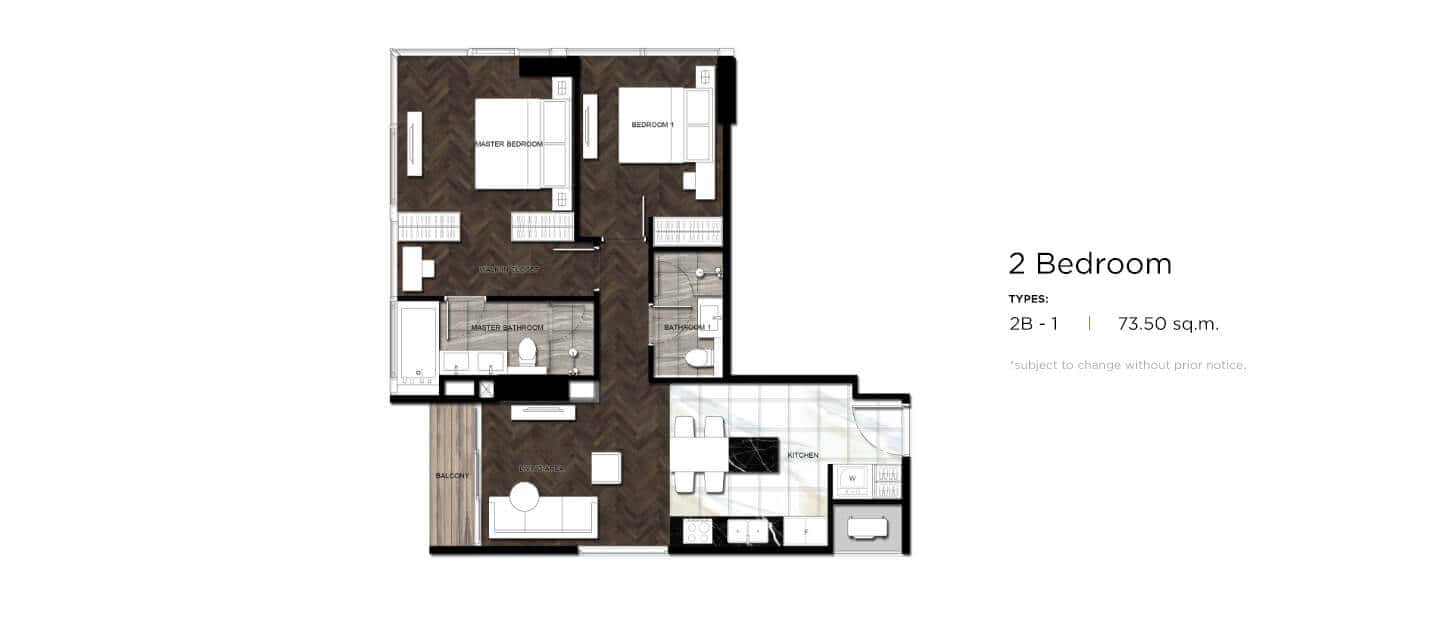 MASTER BEDROOM
BEDROOM 1
WALK IN CLOSET
MASTER BATHROOM
BATHROOM 1
BALCONY
LIVING AREA
KITCHEN
W
F
2 Bedroom
TYPES:
2B - 1 | 73.50 sq.m.
*subject to change without prior notice.